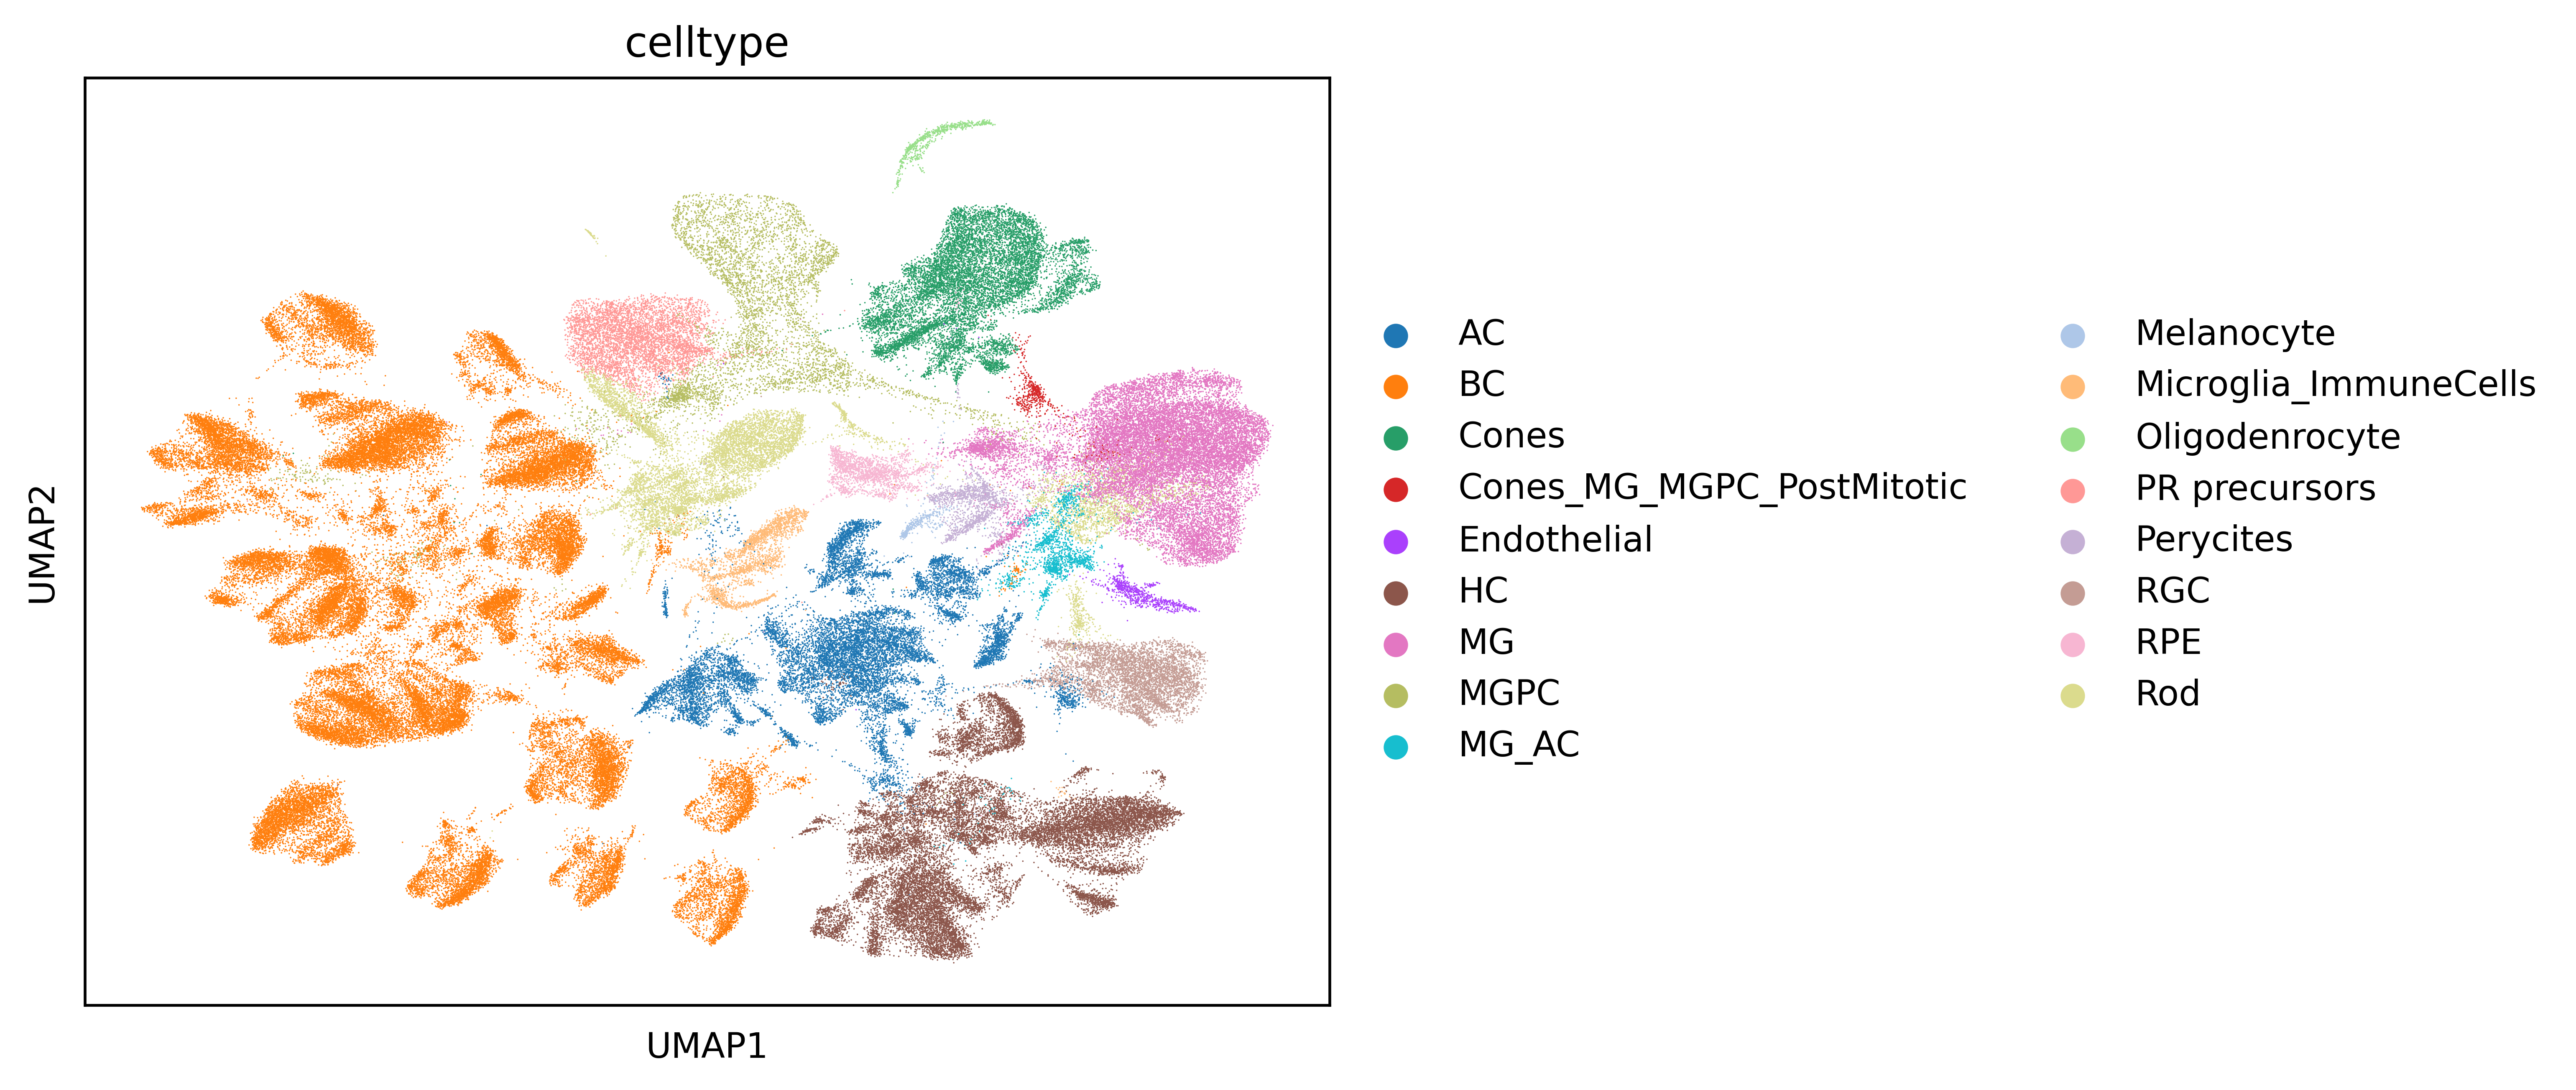 celltype
UMAP2
UMAP1
AC
BC
Cones
Cones_MG_MGPC_PostMitotic
Endothelial
HC
MG
MGPC
MG_AC
Melanocyte
Microglia_ImmuneCells
Oligodenrocyte
PR precursors
Perycites
RGC
RPE
Rod